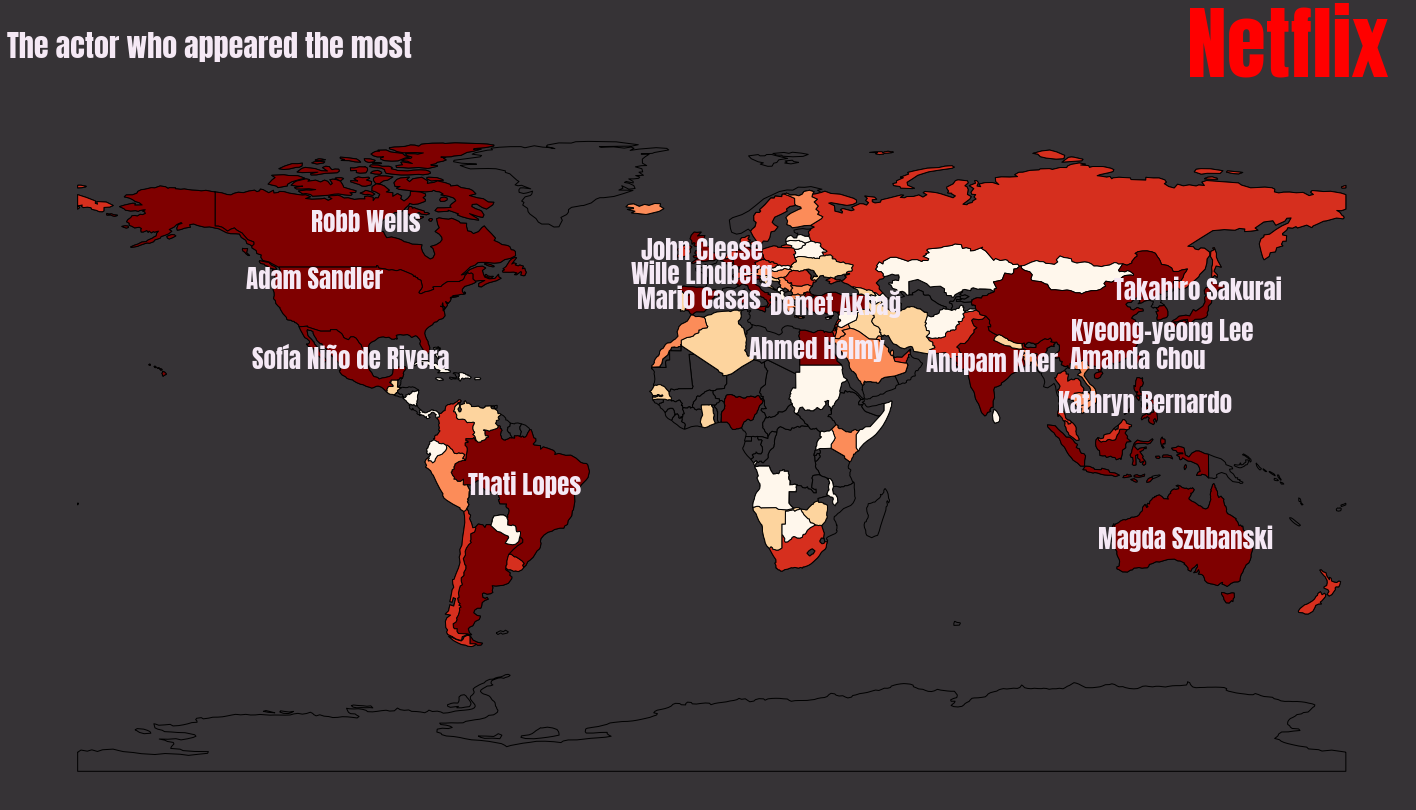 The actor who appeared the most
Netflix
Robb Wells
John Cleese
Adam Sandler
Wille Lindberg
Mario Casas
Demet Akbağ
Takahiro Sakurai
Sofía Niño de Rivera
Ahmed Helmy
Kyeong-yeong Lee
Anupam Kher
Amanda Chou
Kathryn Bernardo
Thati Lopes
Magda Szubanski